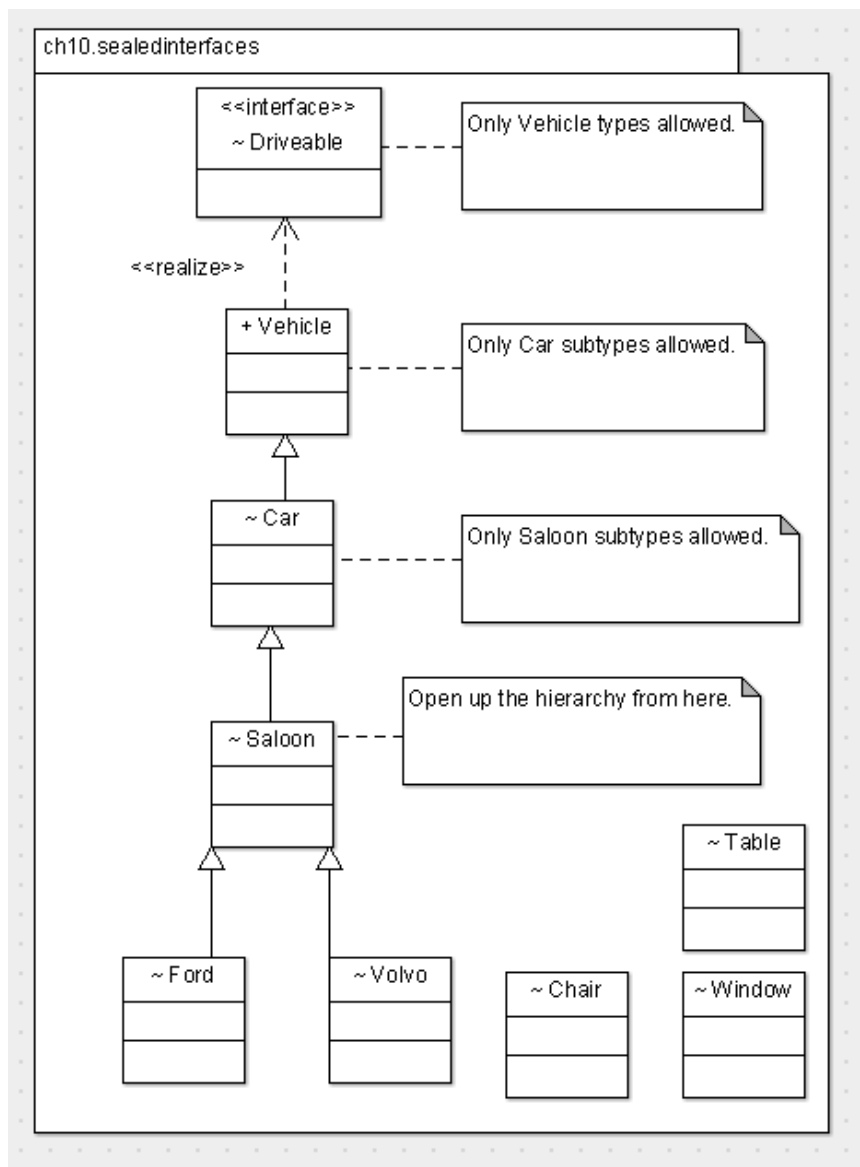 ch10.sealedinterfaces
<<interface>>
~ Driveable
Only Vehicle types allowed.
<<realize>>
+ Vehicle
Only Car subtypes allowed.
~ Car
Only Saloon subtypes allowed.
Open up the hierarchy from here.
~ Saloon
~ Table
~ Ford
~ Volvo
~ Chair
~ Window